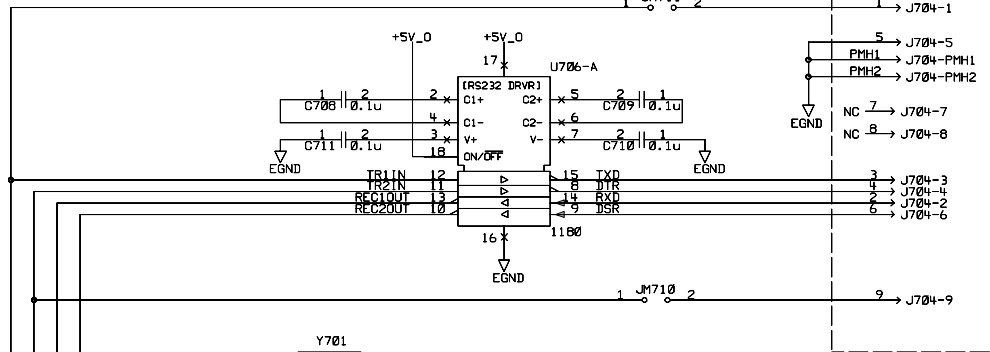 1 2 1 J704-1
+5V_O +5V_O 5 J704-5
17 U706-A PMH1 J704-PMH1
[RS232 DRVR] PMH2 J704-PMH2
1 2 2 C1+ C2+ 5 2 1
C708 0.1u C709 0.1u NC 7 J704-7
4 C1- C2- 6 EGND
1 2 3 V+ V- 7 2 1 NC 8 J704-8
C711 0.1u C710 0.1u
18 ON/OFF
EGND EGND
TR1IN 12 15 TXD 3 J704-3
TR2IN 11 8 DTR 4 J704-4
REC1OUT 13 14 RXD 2 J704-2
REC2OUT 10 9 DSR 6 J704-6
16 1180
EGND
1 JM710 2 9 J704-9
Y701